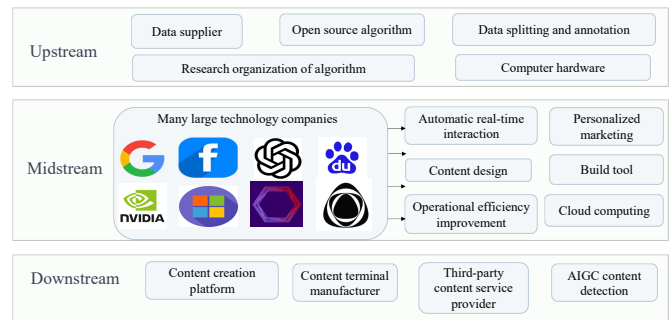 Upstream
Data supplier
Open source algorithm
Data splitting and annotation
Research organization of algorithm
Computer hardware
Midstream
Many large technology companies
du
NVIDIA
Automatic real-time
interaction
Personalized
marketing
Content design
Build tool
Operational efficiency
improvement
Cloud computing
Downstream
Content creation
platform
Content terminal
manufacturer
Third-party
content service
provider
AIGC content
detection